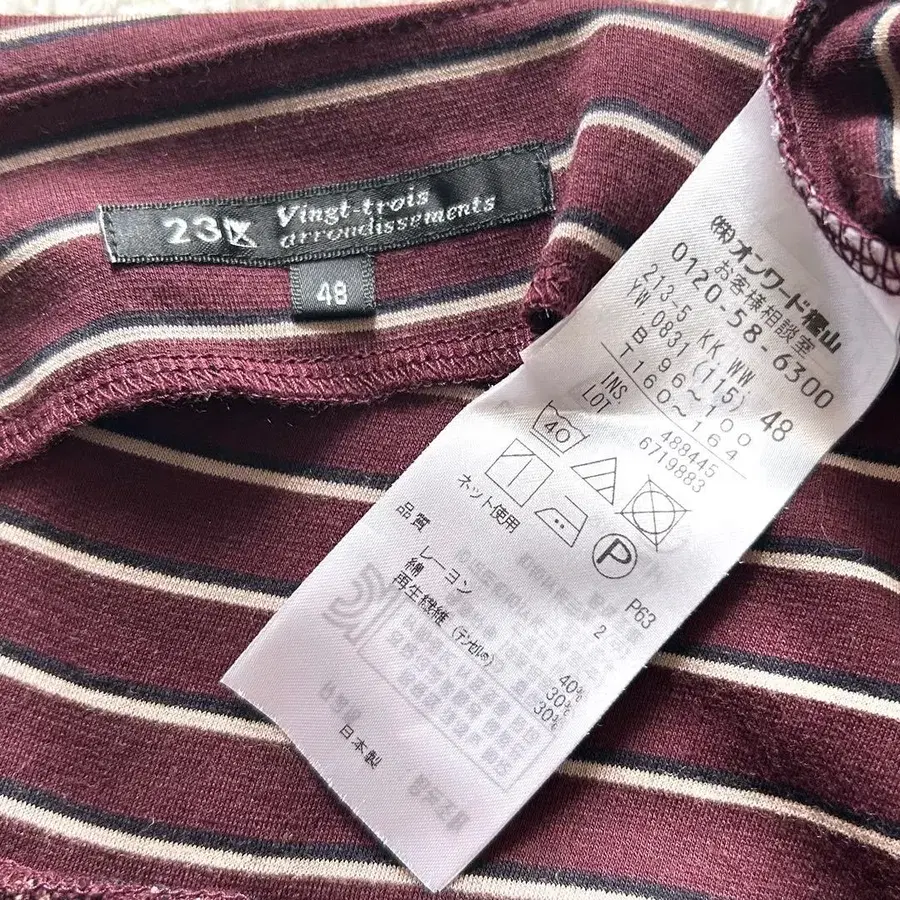 23区 Vingt-trois
arrondissements
48
㈱オンワード樫山
お客様相談室
0120-58-6300
213-5 KK WW 48
YW 0831 (115)
B 96〜100
T 160〜164
INS 488445
LOT 6719883
40
ネット使用
P
P63
2
品質
レーヨン 40%
綿 30%
再生繊維(テンセル®) 30%
日本製